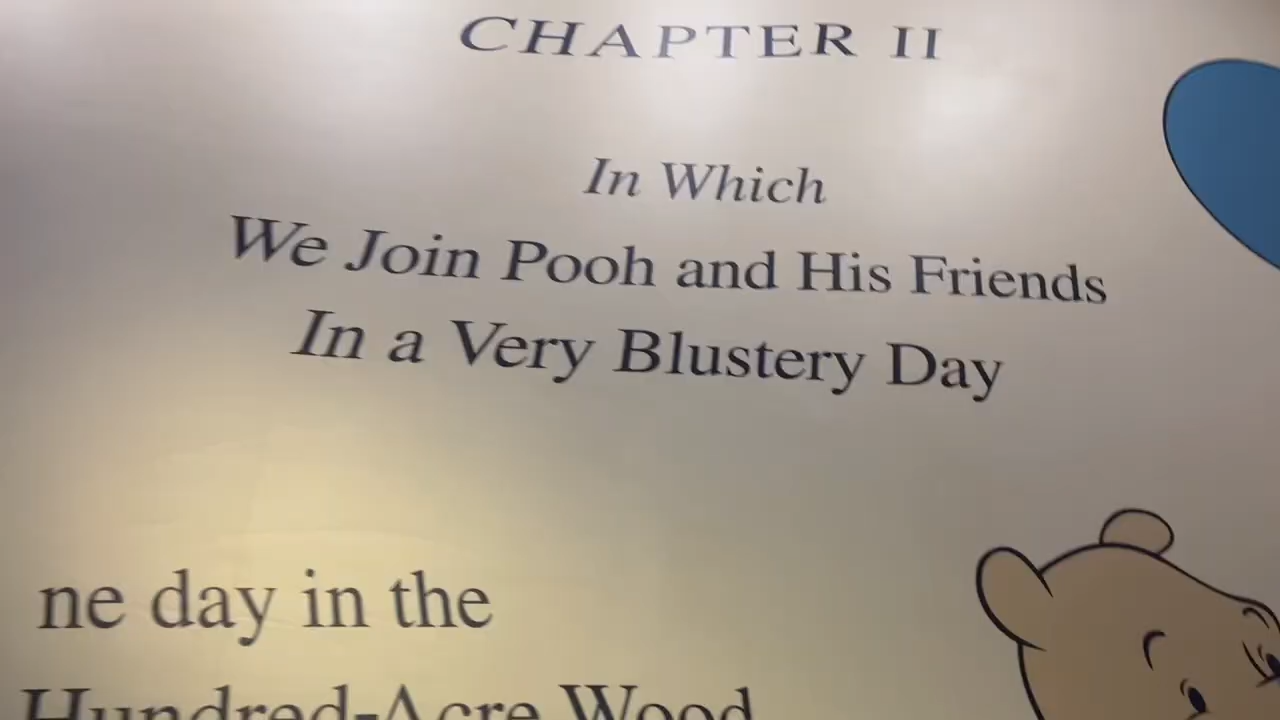 CHAPTER II
In Which
We Join Pooh and His Friends
In a Very Blustery Day
ne day in the
Hundred-Acre Wood